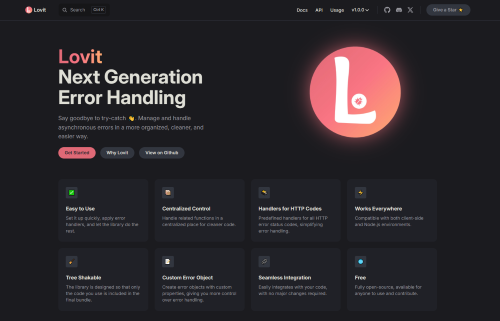 Lovit
Search
Ctrl K
Docs
API
Usage
v1.0.0
Give a Star
Lovit
Next Generation
Error Handling
Say goodbye to try-catch 👋. Manage and handle
asynchronous errors in a more organized, cleaner, and
easier way.
Get Started
Why Lovit
View on Github
Easy to Use
Set it up quickly, apply error
handlers, and let the library do the
rest.
Centralized Control
Handle related functions in a
centralized place for cleaner code.
Handlers for HTTP Codes
Predefined handlers for all HTTP
error status codes, simplifying
error handling.
Works Everywhere
Compatible with both client-side
and Node.js environments.
Tree Shakable
The library is designed so that only
the code you use is included in the
final bundle.
Custom Error Object
Create error objects with custom
properties, giving you more control
over error handling.
Seamless Integration
Easily integrates with your code,
with no major changes required.
Free
Fully open-source, available for
anyone to use and contribute.